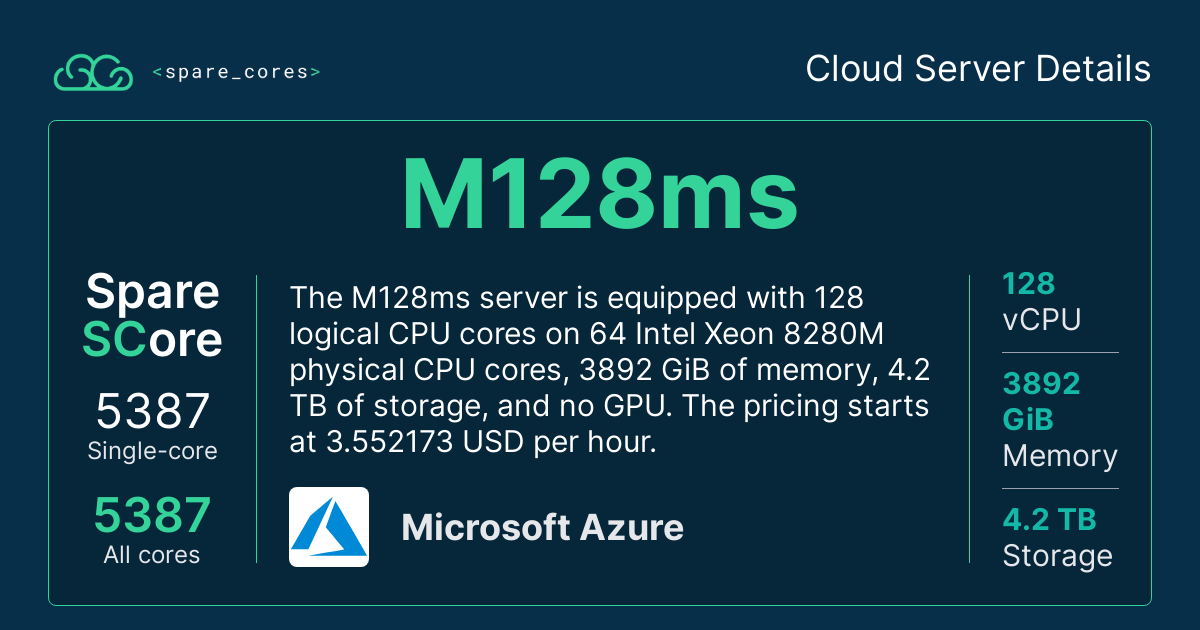 <spare_cores>
Cloud Server Details
M128ms
Spare
SCore
5387
Single-core
5387
All cores
The M128ms server is equipped with 128
logical CPU cores on 64 Intel Xeon 8280M
physical CPU cores, 3892 GiB of memory, 4.2
TB of storage, and no GPU. The pricing starts
at 3.552173 USD per hour.
Microsoft Azure
128
vCPU
3892
GiB
Memory
4.2 TB
Storage